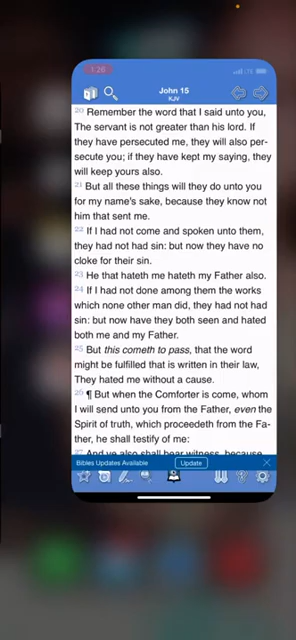 1:26
John 15
KJV
20 Remember the word that I said unto you,
The servant is not greater than his lord. If
they have persecuted me, they will also per-
secute you; if they have kept my saying, they
will keep yours also.
21 But all these things will they do unto you
for my name's sake, because they know not
him that sent me.
22 If I had not come and spoken unto them,
they had not had sin: but now they have no
cloke for their sin.
23 He that hateth me hateth my Father also.
24 If I had not done among them the works
which none other man did, they had not had
sin: but now have they both seen and hated
both me and my Father.
25 But this cometh to pass, that the word
might be fulfilled that is written in their law,
They hated me without a cause.
26 ¶ But when the Comforter is come, whom
I will send unto you from the Father, even the
Spirit of truth, which proceedeth from the Fa-
ther, he shall testify of me:
27 And ye also shall bear witness, because
Bibles Updates Available
Update